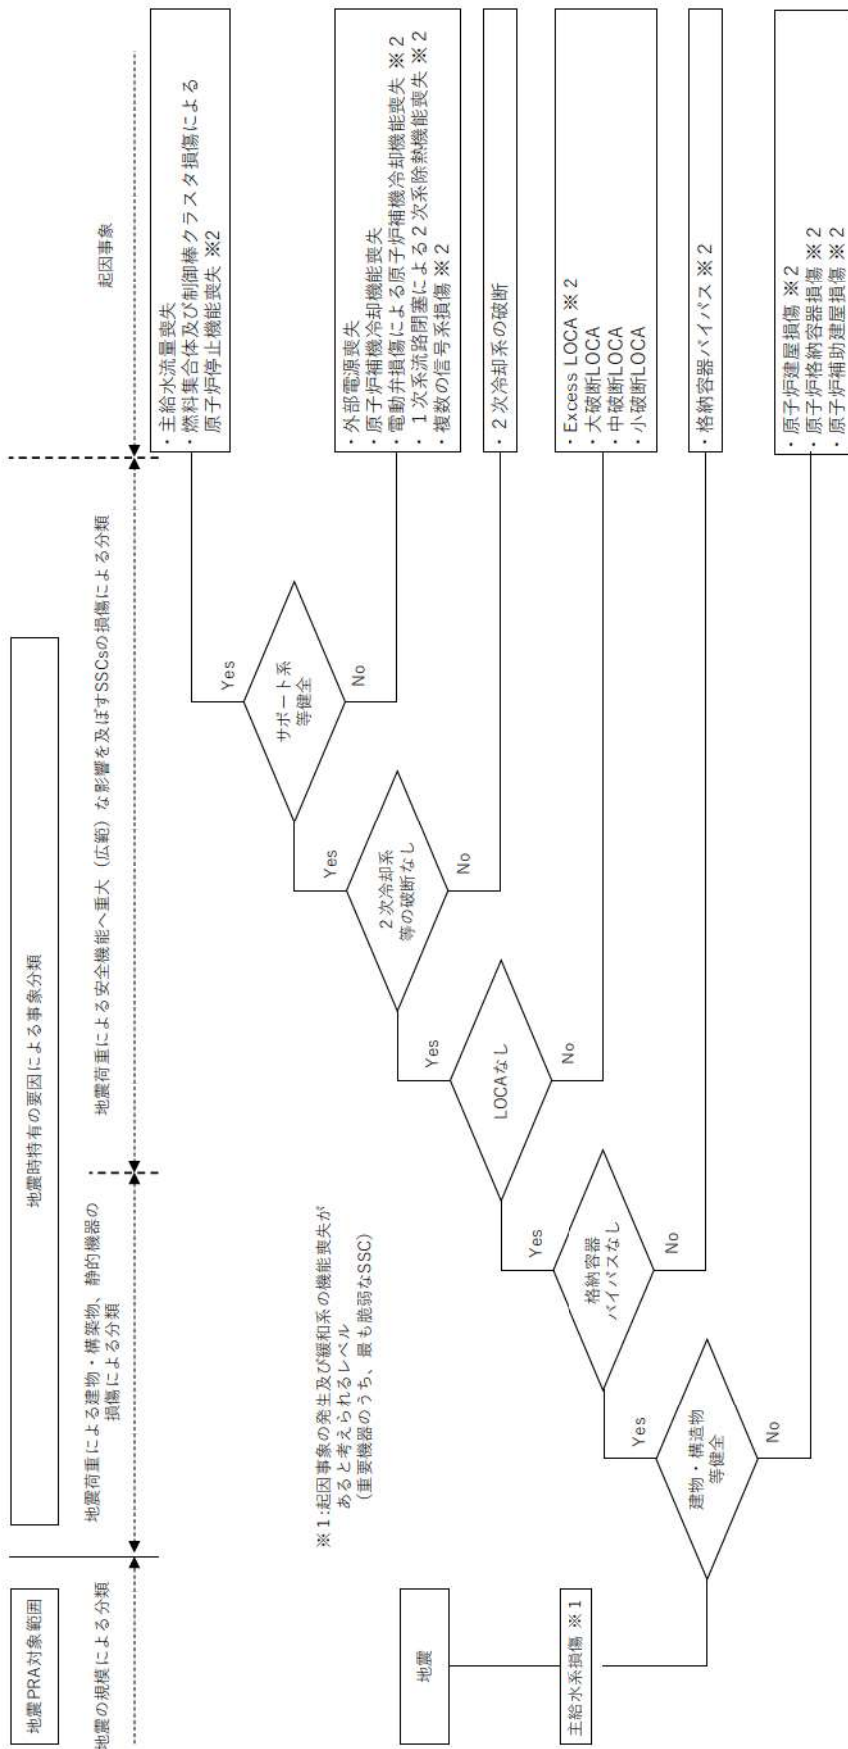 地震PRA対象範囲
地震時特有の要因による事象分類
地震の規模による分類
地震荷重による建物・構築物、静的機器の
損傷による分類
地震荷重による安全機能へ重大（広範）な影響を及ぼすSSCsの損傷による分類
起因事象
地震
主給水系損傷 ※1
※1:起因事象の発生及び緩和系の機能喪失が
あると考えられるレベル
（重要機器のうち、最も脆弱なSSC）
建物・構造物
等健全
Yes
No
格納容器
バイパスなし
Yes
No
LOCAなし
Yes
No
2次冷却系
等の破断なし
Yes
No
サポート系
等健全
Yes
No
・主給水流量喪失
・燃料集合体及び制御棒クラスタ損傷による
原子炉停止機能喪失 ※2
・外部電源喪失
・原子炉補機冷却機能喪失
・電動弁損傷による原子炉補機冷却機能喪失 ※2
・1次系流路閉塞による2次系除熱機能喪失 ※2
・複数の信号系損傷 ※2
・2次冷却系の破断
・Excess LOCA ※2
・大破断LOCA
・中破断LOCA
・小破断LOCA
・格納容器バイパス ※2
・原子炉建屋損傷 ※2
・原子炉格納容器損傷 ※2
・原子炉補助建屋損傷 ※2